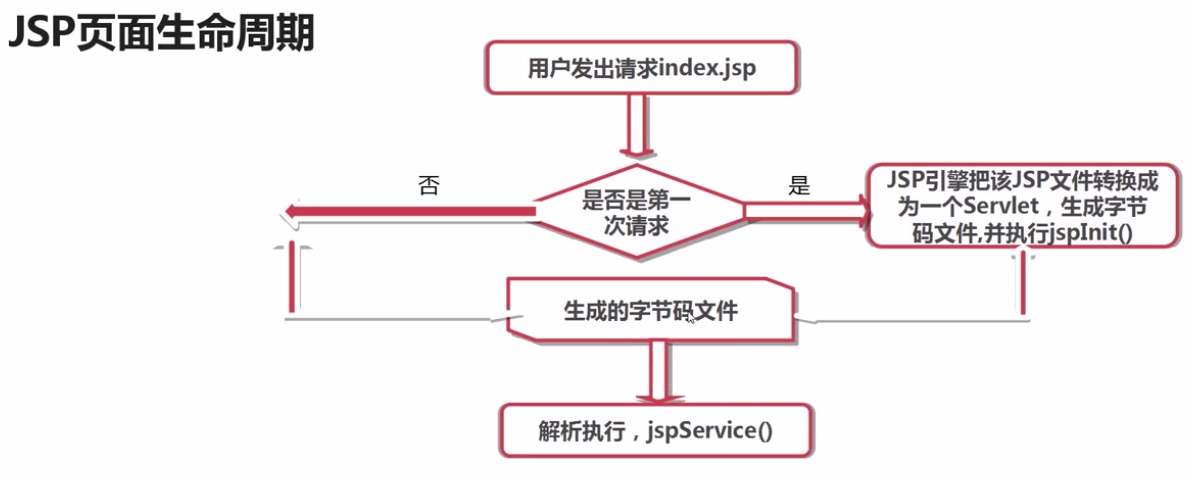 JSP页面生命周期
用户发出请求index.jsp
否
是否是第一
次请求
是
JSP引擎把该JSP文件转换成
为一个Servlet，生成字节
码文件,并执行jspInit()
生成的字节码文件
解析执行，jspService()